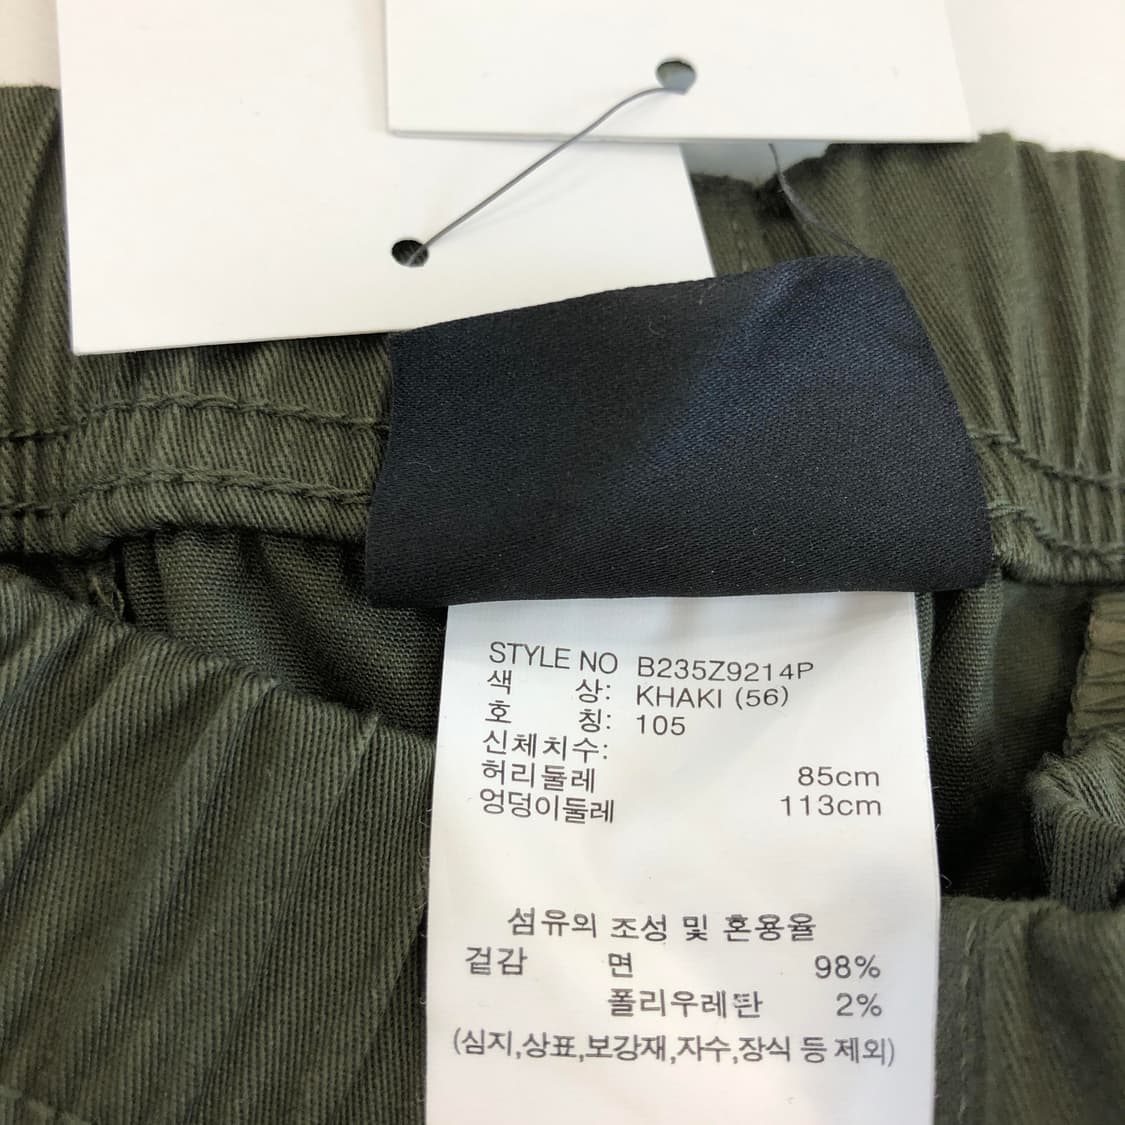 STYLE NO B235Z9214P
색 상: KHAKI (56)
호 칭: 105
신체치수:
허리둘레 85cm
엉덩이둘레 113cm
섬유의 조성 및 혼용율
겉감 면 98%
폴리우레탄 2%
(심지,상표,보강재,자수,장식 등 제외)